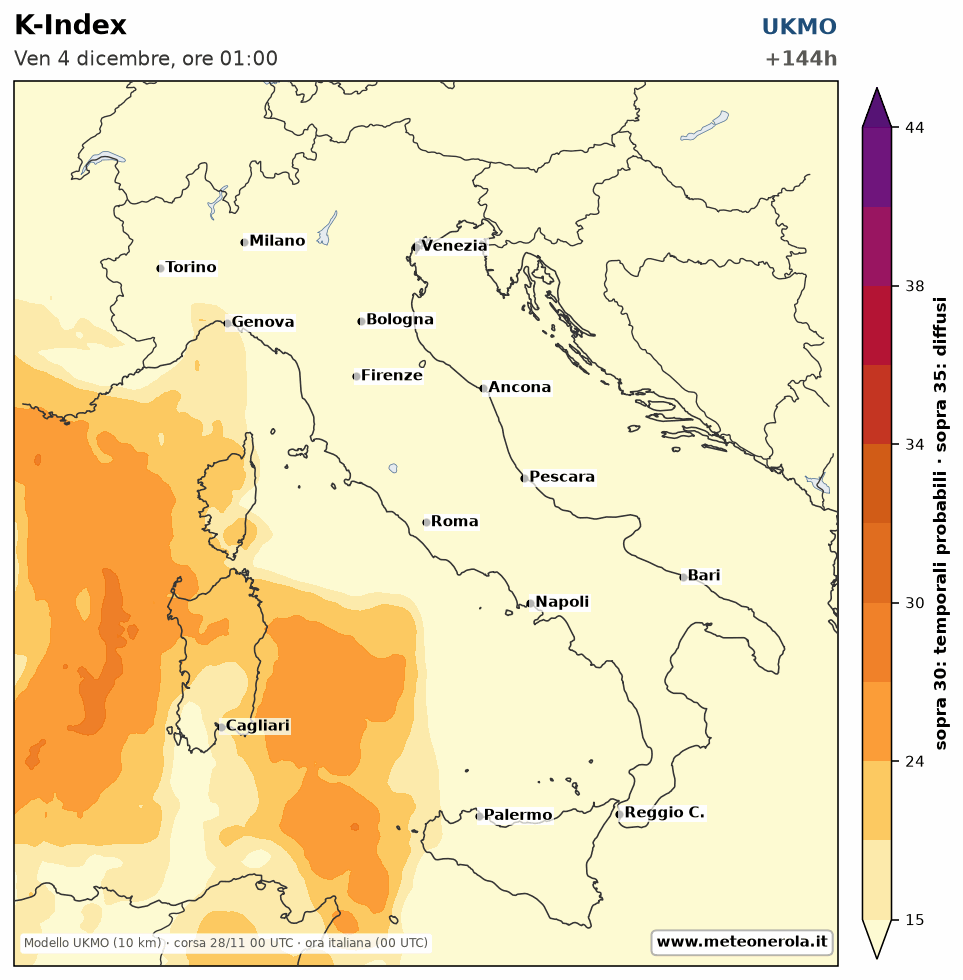 K-Index
UKMO
Ven 4 dicembre, ore 01:00
+144h
44
Milano
Venezia
Torino
38
Genova
Bologna
Firenze
Ancona
34
Pescara
Roma
Bari
Napoli
30
Cagliari
24
Palermo
Reggio C.
15
sopra 30: temporali probabili · sopra 35: diffusi
Modello UKMO (10 km) · corsa 28/11 00 UTC · ora italiana (00 UTC)
www.meteonerola.it